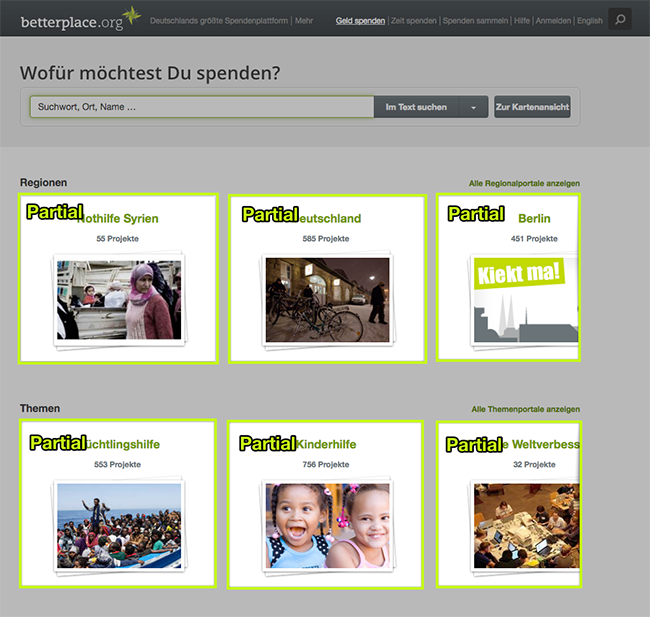 betterplace.org Deutschlands größte Spendenplattform | Mehr Geld spenden | Zeit spenden | Spenden sammeln | Hilfe | Anmelden | English
Wofür möchtest Du spenden?
Suchwort, Ort, Name … Im Text suchen Zur Kartenansicht
Regionen Alle Regionalportale anzeigen
Partial othilfe Syrien Partial eutschland Partial Berlin
55 Projekte 585 Projekte 451 Projekte
Kiekt ma!
Themen Alle Themenportale anzeigen
Partial üchtlingshilfe Partial Kinderhilfe Partial e Weltverbess
553 Projekte 756 Projekte 32 Projekte